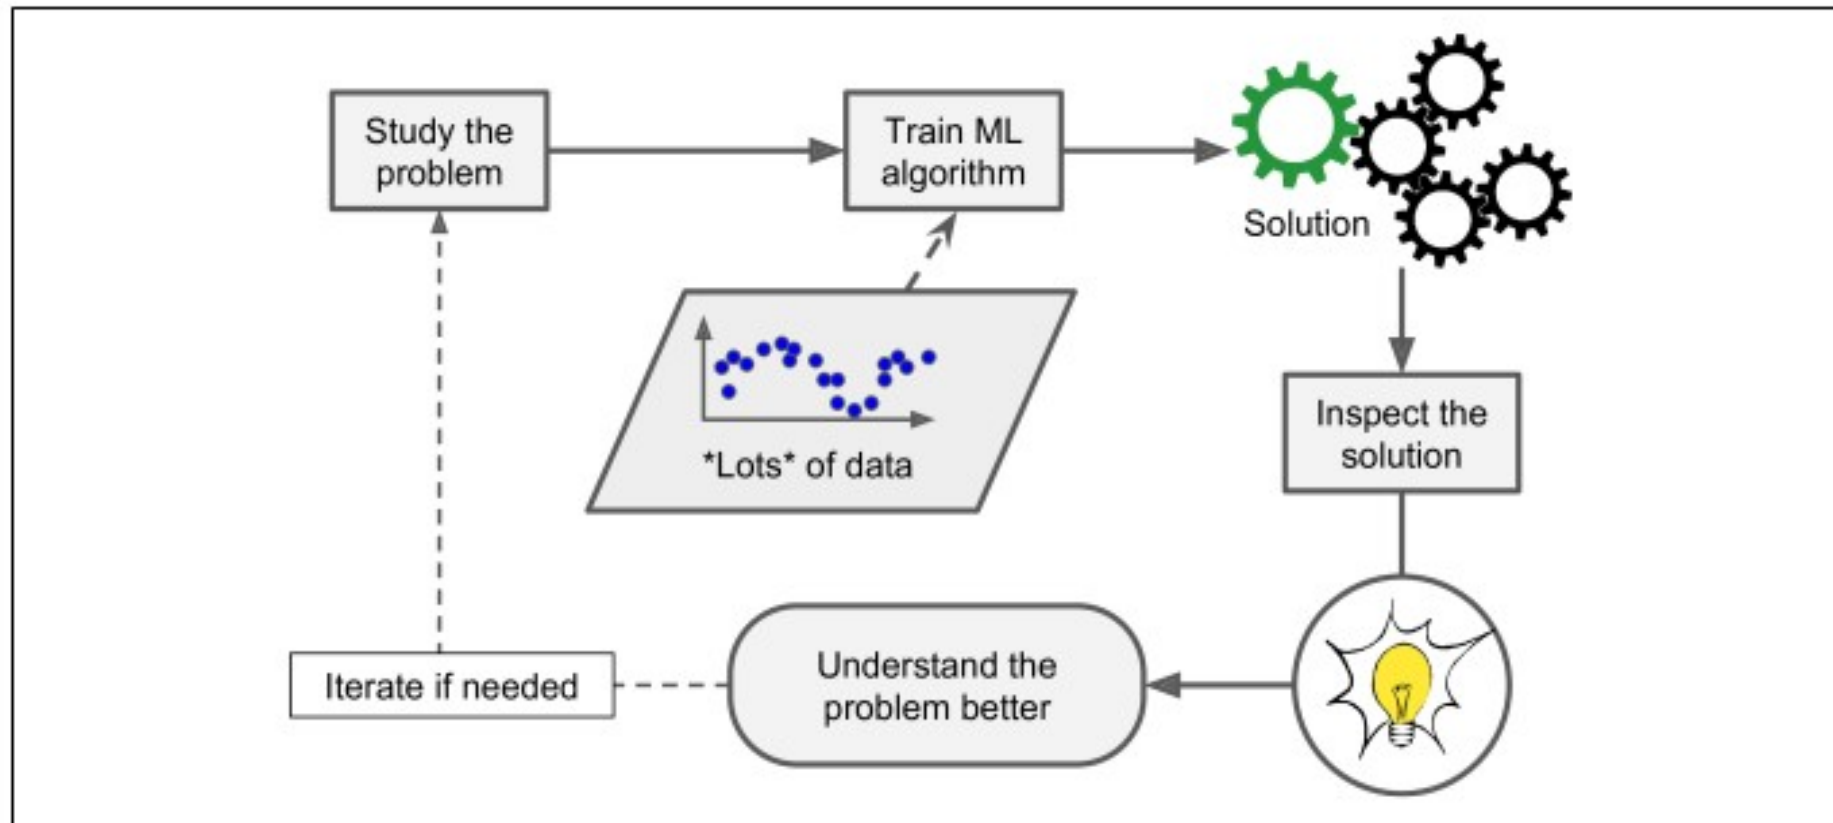 Study the
problem
Train ML
algorithm
Solution
*Lots* of data
Inspect the
solution
Understand the
problem better
Iterate if needed